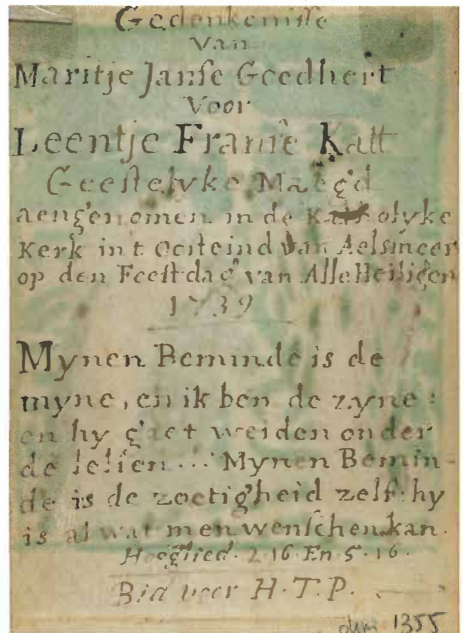 Gedenkenisse
Van
Maritje Janse Goedhert
Voor
Leentje Franse Katt
Geestelyke Maegd
aengenomen in de Kattolyke
Kerk in t Oosteind van Aelsmeer
op den Feestdag van Alle Heiligen
1739
Mynen Beminde is de
myne, en ik ben de zyne:
en hy gaet weiden onder
de lelien... Mynen Bemin-
de is de zoetigheid zelf: hy
is al wat men wenschen kan.
Hooglied. 2.16. En 5.16.
Bid voor H.T.P.
1355